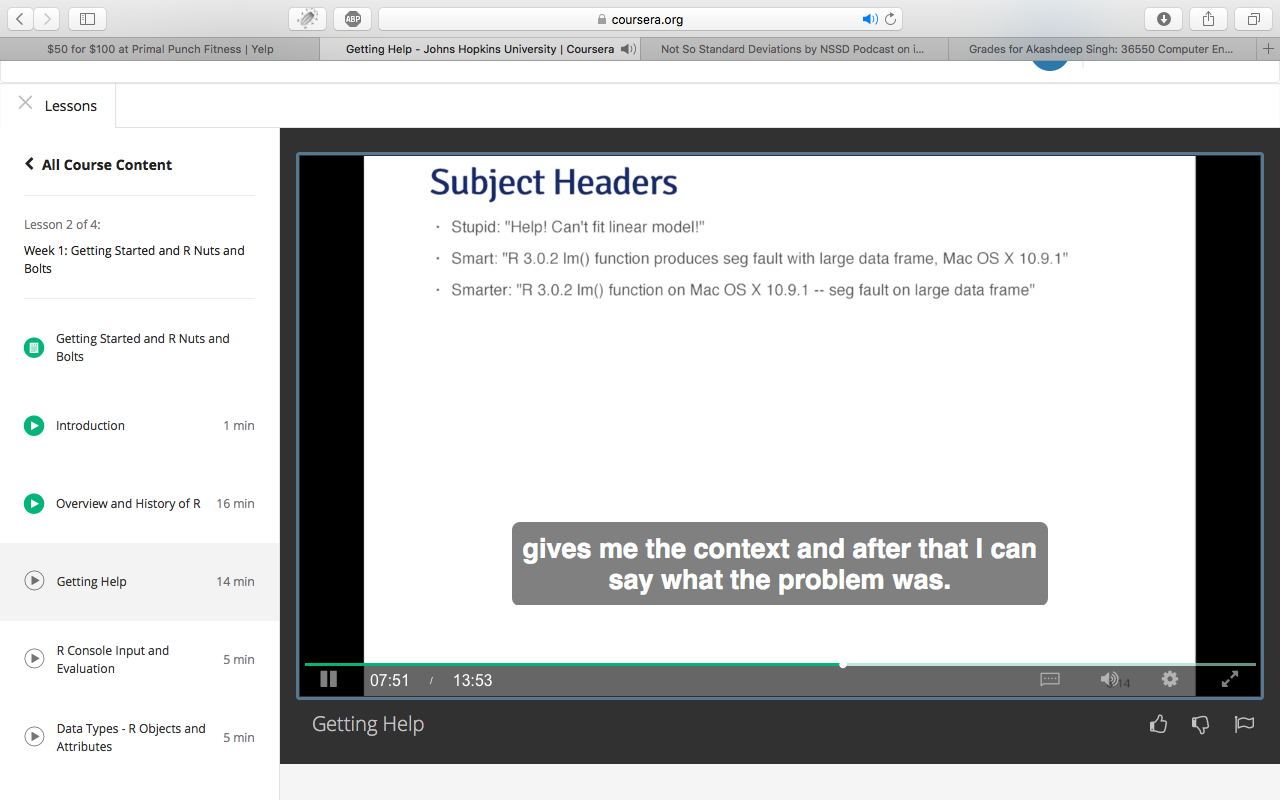 ABP
coursera.org
$50 for $100 at Primal Punch Fitness | Yelp
Getting Help - Johns Hopkins University | Coursera
Not So Standard Deviations by NSSD Podcast on i...
Grades for Akashdeep Singh: 36550 Computer En...
Lessons
All Course Content
Lesson 2 of 4:
Week 1: Getting Started and R Nuts and
Bolts
Getting Started and R Nuts and
Bolts
Introduction 1 min
Overview and History of R 16 min
Getting Help 14 min
R Console Input and
Evaluation 5 min
Data Types - R Objects and
Attributes 5 min
Subject Headers
· Stupid: "Help! Can't fit linear model!"
· Smart: "R 3.0.2 lm() function produces seg fault with large data frame, Mac OS X 10.9.1"
· Smarter: "R 3.0.2 lm() function on Mac OS X 10.9.1 -- seg fault on large data frame"
gives me the context and after that I can
say what the problem was.
07:51 / 13:53
Getting Help